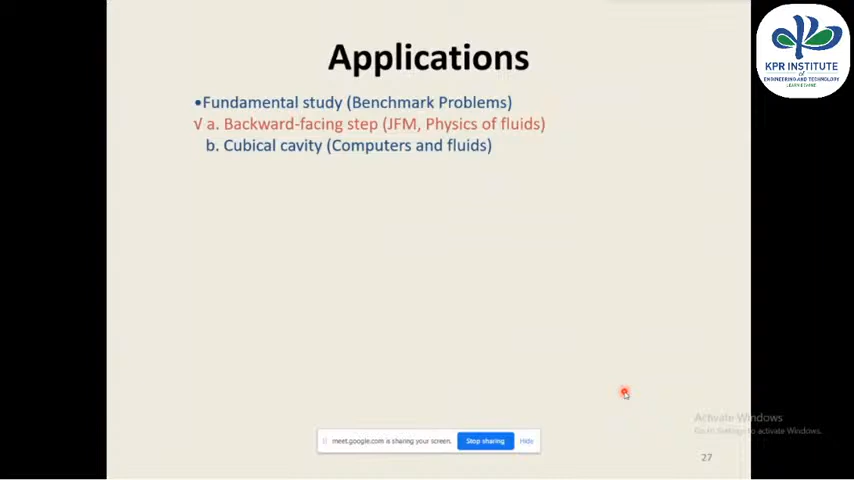 Applications
•Fundamental study (Benchmark Problems)
√ a. Backward-facing step (JFM, Physics of fluids)
b. Cubical cavity (Computers and fluids)
KPR INSTITUTE
of
ENGINEERING AND TECHNOLOGY
meet.google.com is sharing your screen.
Stop sharing
Hide
Activate Windows
Go to Settings to activate Windows.
27